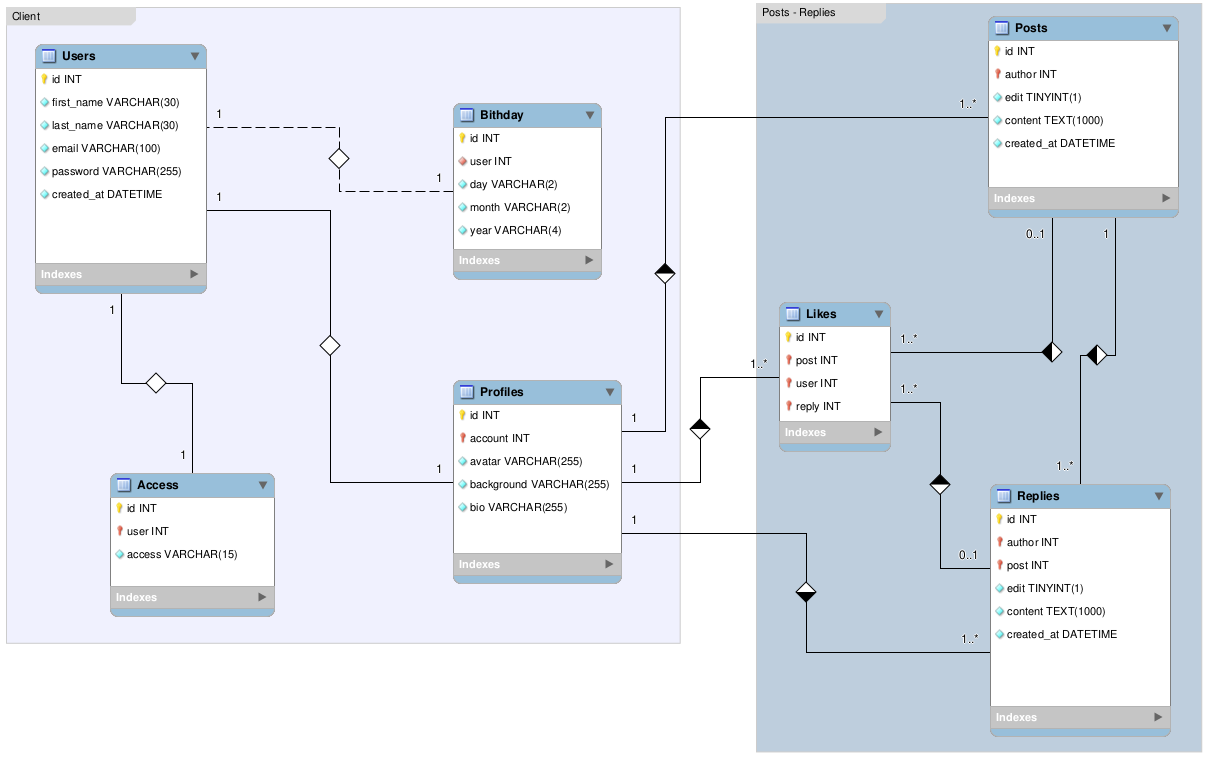 Client
Users
id INT
first_name VARCHAR(30)
last_name VARCHAR(30)
email VARCHAR(100)
password VARCHAR(255)
created_at DATETIME
Indexes
1
1
1
1
1
1
Bithday
id INT
user INT
day VARCHAR(2)
month VARCHAR(2)
year VARCHAR(4)
Indexes
Access
id INT
user INT
access VARCHAR(15)
Indexes
Profiles
id INT
account INT
avatar VARCHAR(255)
background VARCHAR(255)
bio VARCHAR(255)
Indexes
1
1
1
Posts - Replies
1..*
Posts
id INT
author INT
edit TINYINT(1)
content TEXT(1000)
created_at DATETIME
Indexes
0..1
1
1..*
Likes
id INT
post INT
user INT
reply INT
Indexes
1..*
1..*
0..1
1..*
1..*
Replies
id INT
author INT
post INT
edit TINYINT(1)
content TEXT(1000)
created_at DATETIME
Indexes